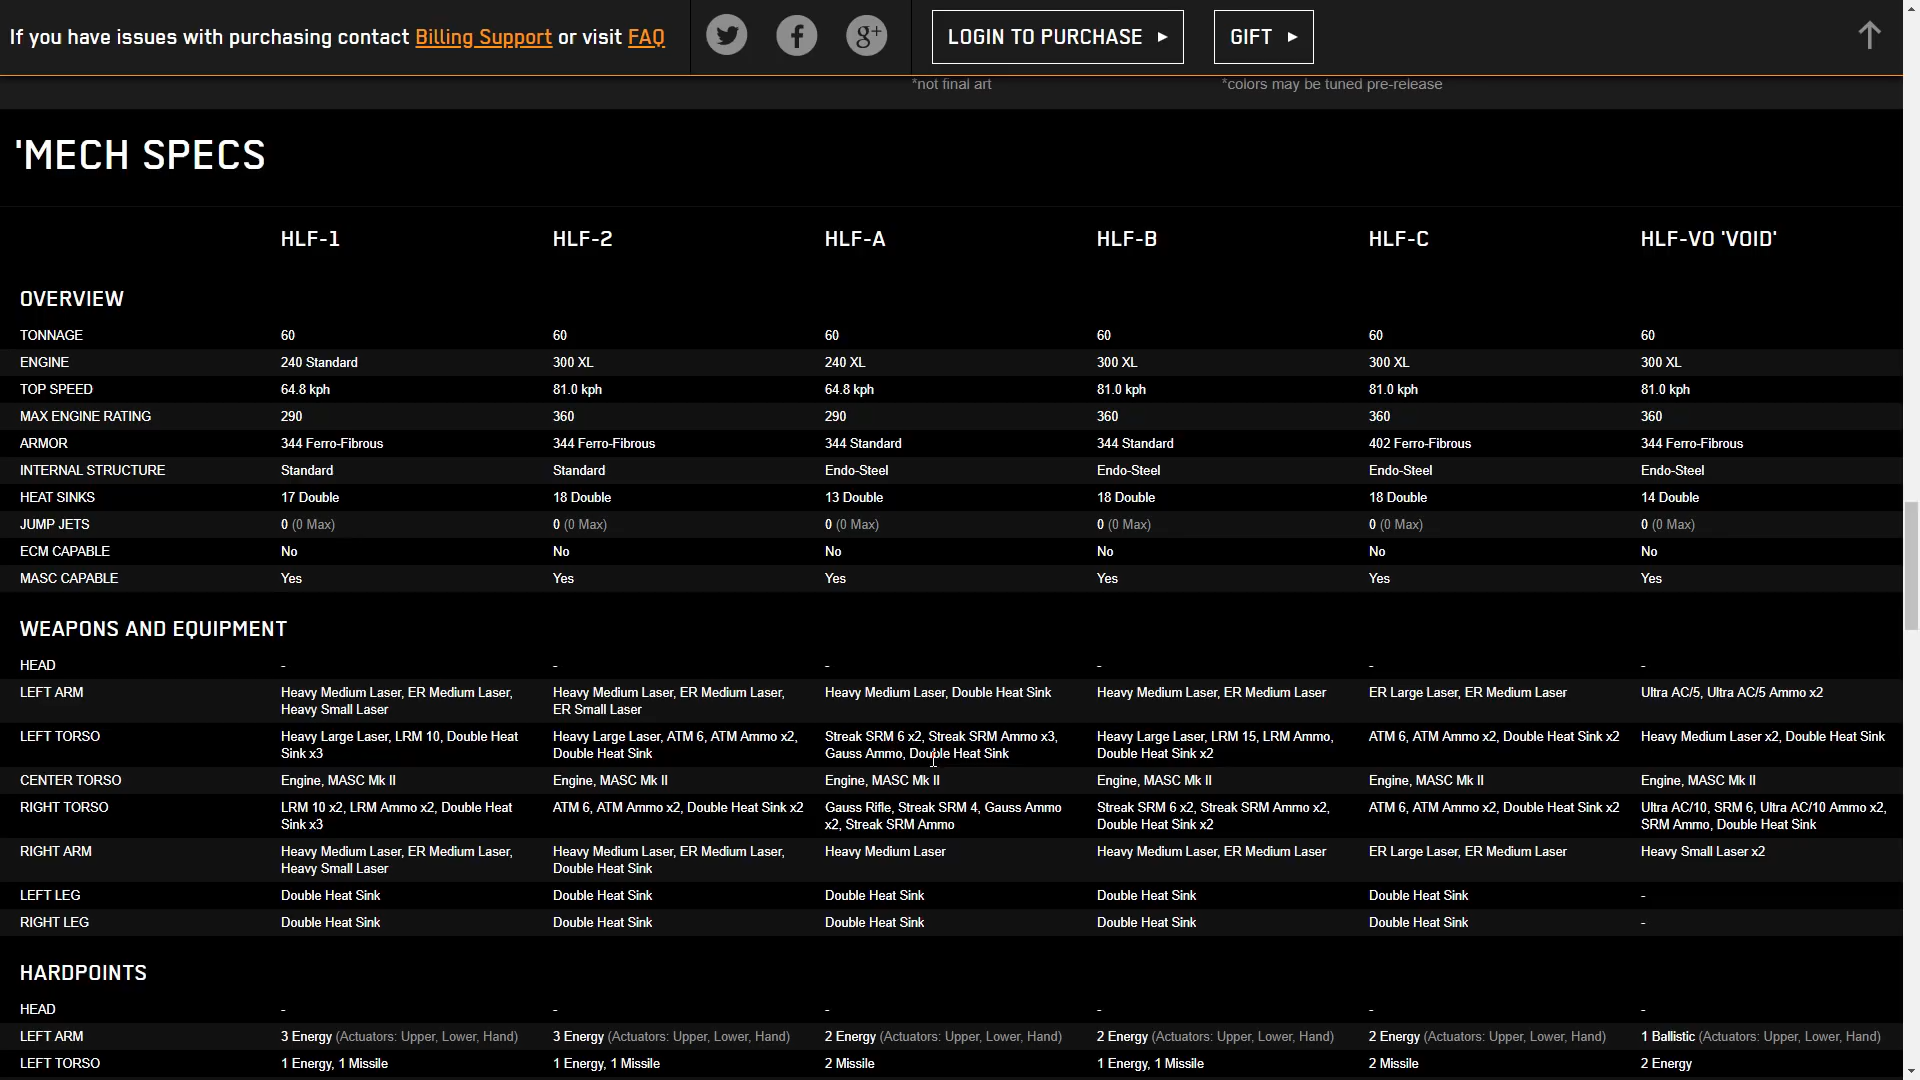 If you have issues with purchasing contact Billing Support or visit FAQ
g+
LOGIN TO PURCHASE ►
GIFT ►
*not final art *colors may be tuned pre-release
'MECH SPECS
HLF-1 HLF-2 HLF-A HLF-B HLF-C HLF-VO 'VOID'
OVERVIEW
TONNAGE 60 60 60 60 60 60
ENGINE 240 Standard 300 XL 240 XL 300 XL 300 XL 300 XL
TOP SPEED 64.8 kph 81.0 kph 64.8 kph 81.0 kph 81.0 kph 81.0 kph
MAX ENGINE RATING 290 360 290 360 360 360
ARMOR 344 Ferro-Fibrous 344 Ferro-Fibrous 344 Standard 344 Standard 402 Ferro-Fibrous 344 Ferro-Fibrous
INTERNAL STRUCTURE Standard Standard Endo-Steel Endo-Steel Endo-Steel Endo-Steel
HEAT SINKS 17 Double 18 Double 13 Double 18 Double 18 Double 14 Double
JUMP JETS 0 (0 Max) 0 (0 Max) 0 (0 Max) 0 (0 Max) 0 (0 Max) 0 (0 Max)
ECM CAPABLE No No No No No No
MASC CAPABLE Yes Yes Yes Yes Yes Yes
WEAPONS AND EQUIPMENT
HEAD - - - - - -
LEFT ARM Heavy Medium Laser, ER Medium Laser, Heavy Medium Laser, ER Medium Laser, Heavy Medium Laser, Double Heat Sink Heavy Medium Laser, ER Medium Laser ER Large Laser, ER Medium Laser Ultra AC/5, Ultra AC/5 Ammo x2
Heavy Small Laser ER Small Laser
LEFT TORSO Heavy Large Laser, LRM 10, Double Heat Heavy Large Laser, ATM 6, ATM Ammo x2, Streak SRM 6 x2, Streak SRM Ammo x3, Heavy Large Laser, LRM 15, LRM Ammo, ATM 6, ATM Ammo x2, Double Heat Sink x2 Heavy Medium Laser x2, Double Heat Sink
Sink x3 Double Heat Sink Gauss Ammo, Double Heat Sink Double Heat Sink x2
CENTER TORSO Engine, MASC Mk II Engine, MASC Mk II Engine, MASC Mk II Engine, MASC Mk II Engine, MASC Mk II Engine, MASC Mk II
RIGHT TORSO LRM 10 x2, LRM Ammo x2, Double Heat ATM 6, ATM Ammo x2, Double Heat Sink x2 Gauss Rifle, Streak SRM 4, Gauss Ammo Streak SRM 6 x2, Streak SRM Ammo x2, ATM 6, ATM Ammo x2, Double Heat Sink x2 Ultra AC/10, SRM 6, Ultra AC/10 Ammo x2,
Sink x3 x2, Streak SRM Ammo Double Heat Sink x2 SRM Ammo, Double Heat Sink
RIGHT ARM Heavy Medium Laser, ER Medium Laser, Heavy Medium Laser, ER Medium Laser, Heavy Medium Laser Heavy Medium Laser, ER Medium Laser ER Large Laser, ER Medium Laser Heavy Small Laser x2
Heavy Small Laser Double Heat Sink
LEFT LEG Double Heat Sink Double Heat Sink Double Heat Sink Double Heat Sink Double Heat Sink -
RIGHT LEG Double Heat Sink Double Heat Sink Double Heat Sink Double Heat Sink Double Heat Sink -
HARDPOINTS
HEAD - - - - - -
LEFT ARM 3 Energy (Actuators: Upper, Lower, Hand) 3 Energy (Actuators: Upper, Lower, Hand) 2 Energy (Actuators: Upper, Lower, Hand) 2 Energy (Actuators: Upper, Lower, Hand) 2 Energy (Actuators: Upper, Lower, Hand) 1 Ballistic (Actuators: Upper, Lower, Hand)
LEFT TORSO 1 Energy, 1 Missile 1 Energy, 1 Missile 2 Missile 1 Energy, 1 Missile 2 Missile 2 Energy